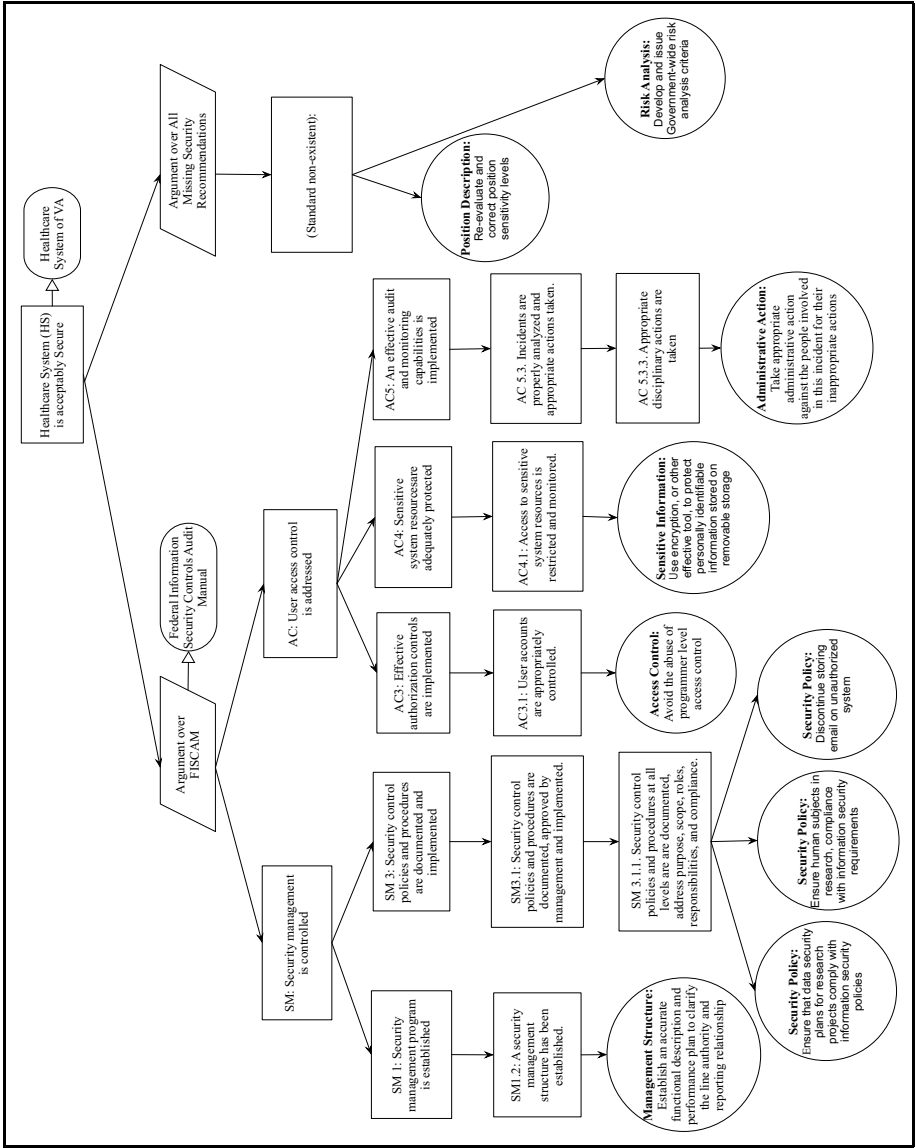 Healthcare System (HS)
is acceptably Secure
Healthcare
System of VA
Argument over
FISCAM
Federal Information
Security Controls Audit
Manual
Argument over All
Missing Security
Recommendations
SM: Security management
is controlled
AC: User access control
is addressed
(Standard non-existent):
SM 1: Security
management program
is established
SM 3: Security control
policies and procedures
are documented and
implemented
AC3: Effective
authorization controls
are implemented
AC4: Sensitive
system resourcesare
adequately protected
AC5: An effective audit
and monitoring
capabilities is
implemented
Position Description:
Re-evaluate and
correct position
sensitivity levels
Risk Analysis:
Develop and issue
Government-wide risk
analysis criteria
SM1.2: A security
management
structure has been
established.
SM3.1: Security control
policies and procedures are
documented, approved by
management and implemented.
AC3.1: User accounts
are appropriately
controlled.
AC4.1: Access to sensitive
system resources is
restricted and monitored.
AC 5.3. Incidents are
properly analyzed and
appropriate actions taken.
Management Structure:
Establish an accurate
functional description and
performance plan to clarify
the line authority and
reporting relationship
SM 3.1.1. Security control
policies and procedures at all
levels are are documented,
address purpose, scope, roles,
responsibilities, and compliance.
Access Control:
Avoid the abuse of
programmer level
access control
Sensitive Information:
Use encryption, or other
effective tool, to protect
personally identifiable
information stored on
removable storage
AC 5.3.3. Appropriate
disciplinary actions are
taken
Administrative Action:
Take appropriate
administrative action
against the people involved
in this incident for their
inappropriate actions
Security Policy:
Ensure that data security
plans for research
projects comply with
information security
policies
Security Policy:
Ensure human subjects in
research, compliance
with information security
requirements
Security Policy:
Discontinue storing
email on unauthorized
system